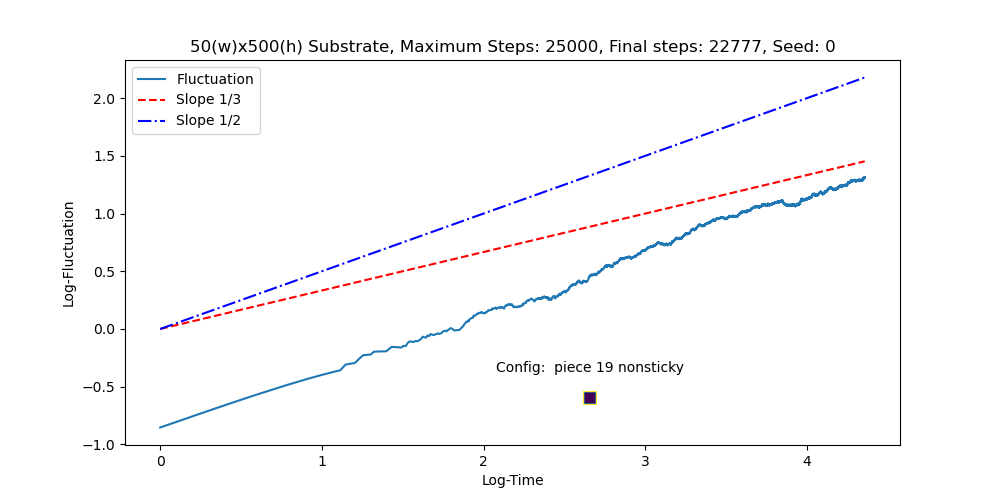 50(w)x500(h) Substrate, Maximum Steps: 25000, Final steps: 22777, Seed: 0
Fluctuation
Slope 1/3
Slope 1/2
2.0
1.5
1.0
0.5
0.0
−0.5
−1.0
Log-Fluctuation
Config:  piece 19 nonsticky
0 1 2 3 4
Log-Time